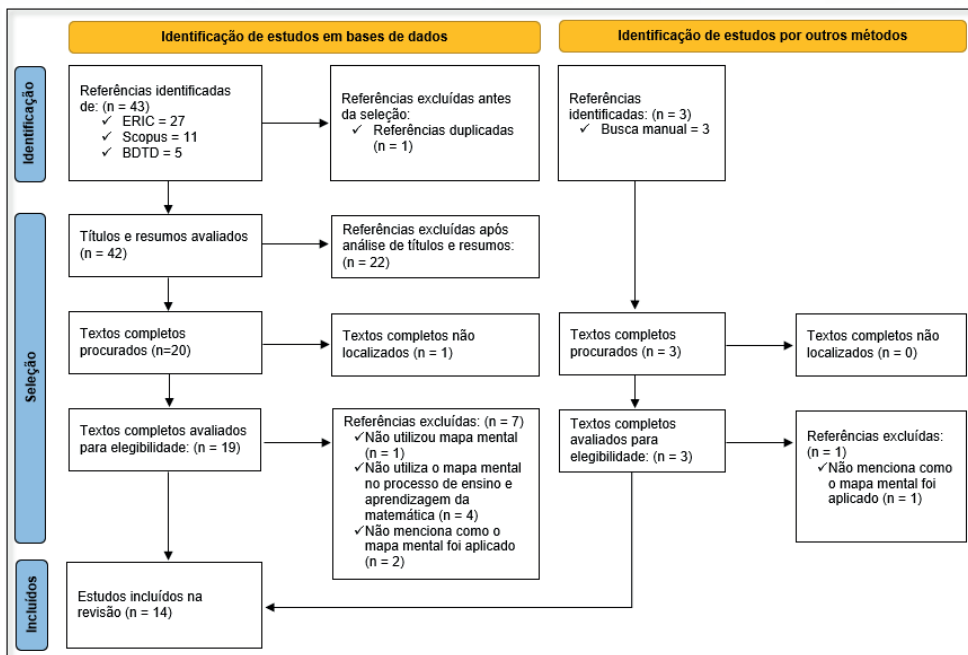 Identificação de estudos em bases de dados
Identificação de estudos por outros métodos
Identificação
Referências identificadas
de: (n = 43)
✓ ERIC = 27
✓ Scopus = 11
✓ BDTD = 5
Referências excluídas antes
da seleção:
✓ Referências duplicadas
(n = 1)
Referências
identificadas: (n = 3)
✓ Busca manual = 3
Seleção
Títulos e resumos avaliados
(n = 42)
Referências excluídas após
análise de títulos e resumos:
(n = 22)
Textos completos
procurados (n=20)
Textos completos não
localizados (n = 1)
Textos completos
procurados (n = 3)
Textos completos não
localizados (n = 0)
Textos completos avaliados
para elegibilidade: (n = 19)
Referências excluídas: (n = 7)
✓Não utilizou mapa mental
(n = 1)
✓Não utiliza o mapa mental
no processo de ensino e
aprendizagem da
matemática (n = 4)
✓Não menciona como o
mapa mental foi aplicado
(n = 2)
Textos completos
avaliados para
elegibilidade: (n = 3)
Referências excluídas:
(n = 1)
✓Não menciona como
o mapa mental foi
aplicado (n = 1)
Incluídos
Estudos incluídos na
revisão (n = 14)